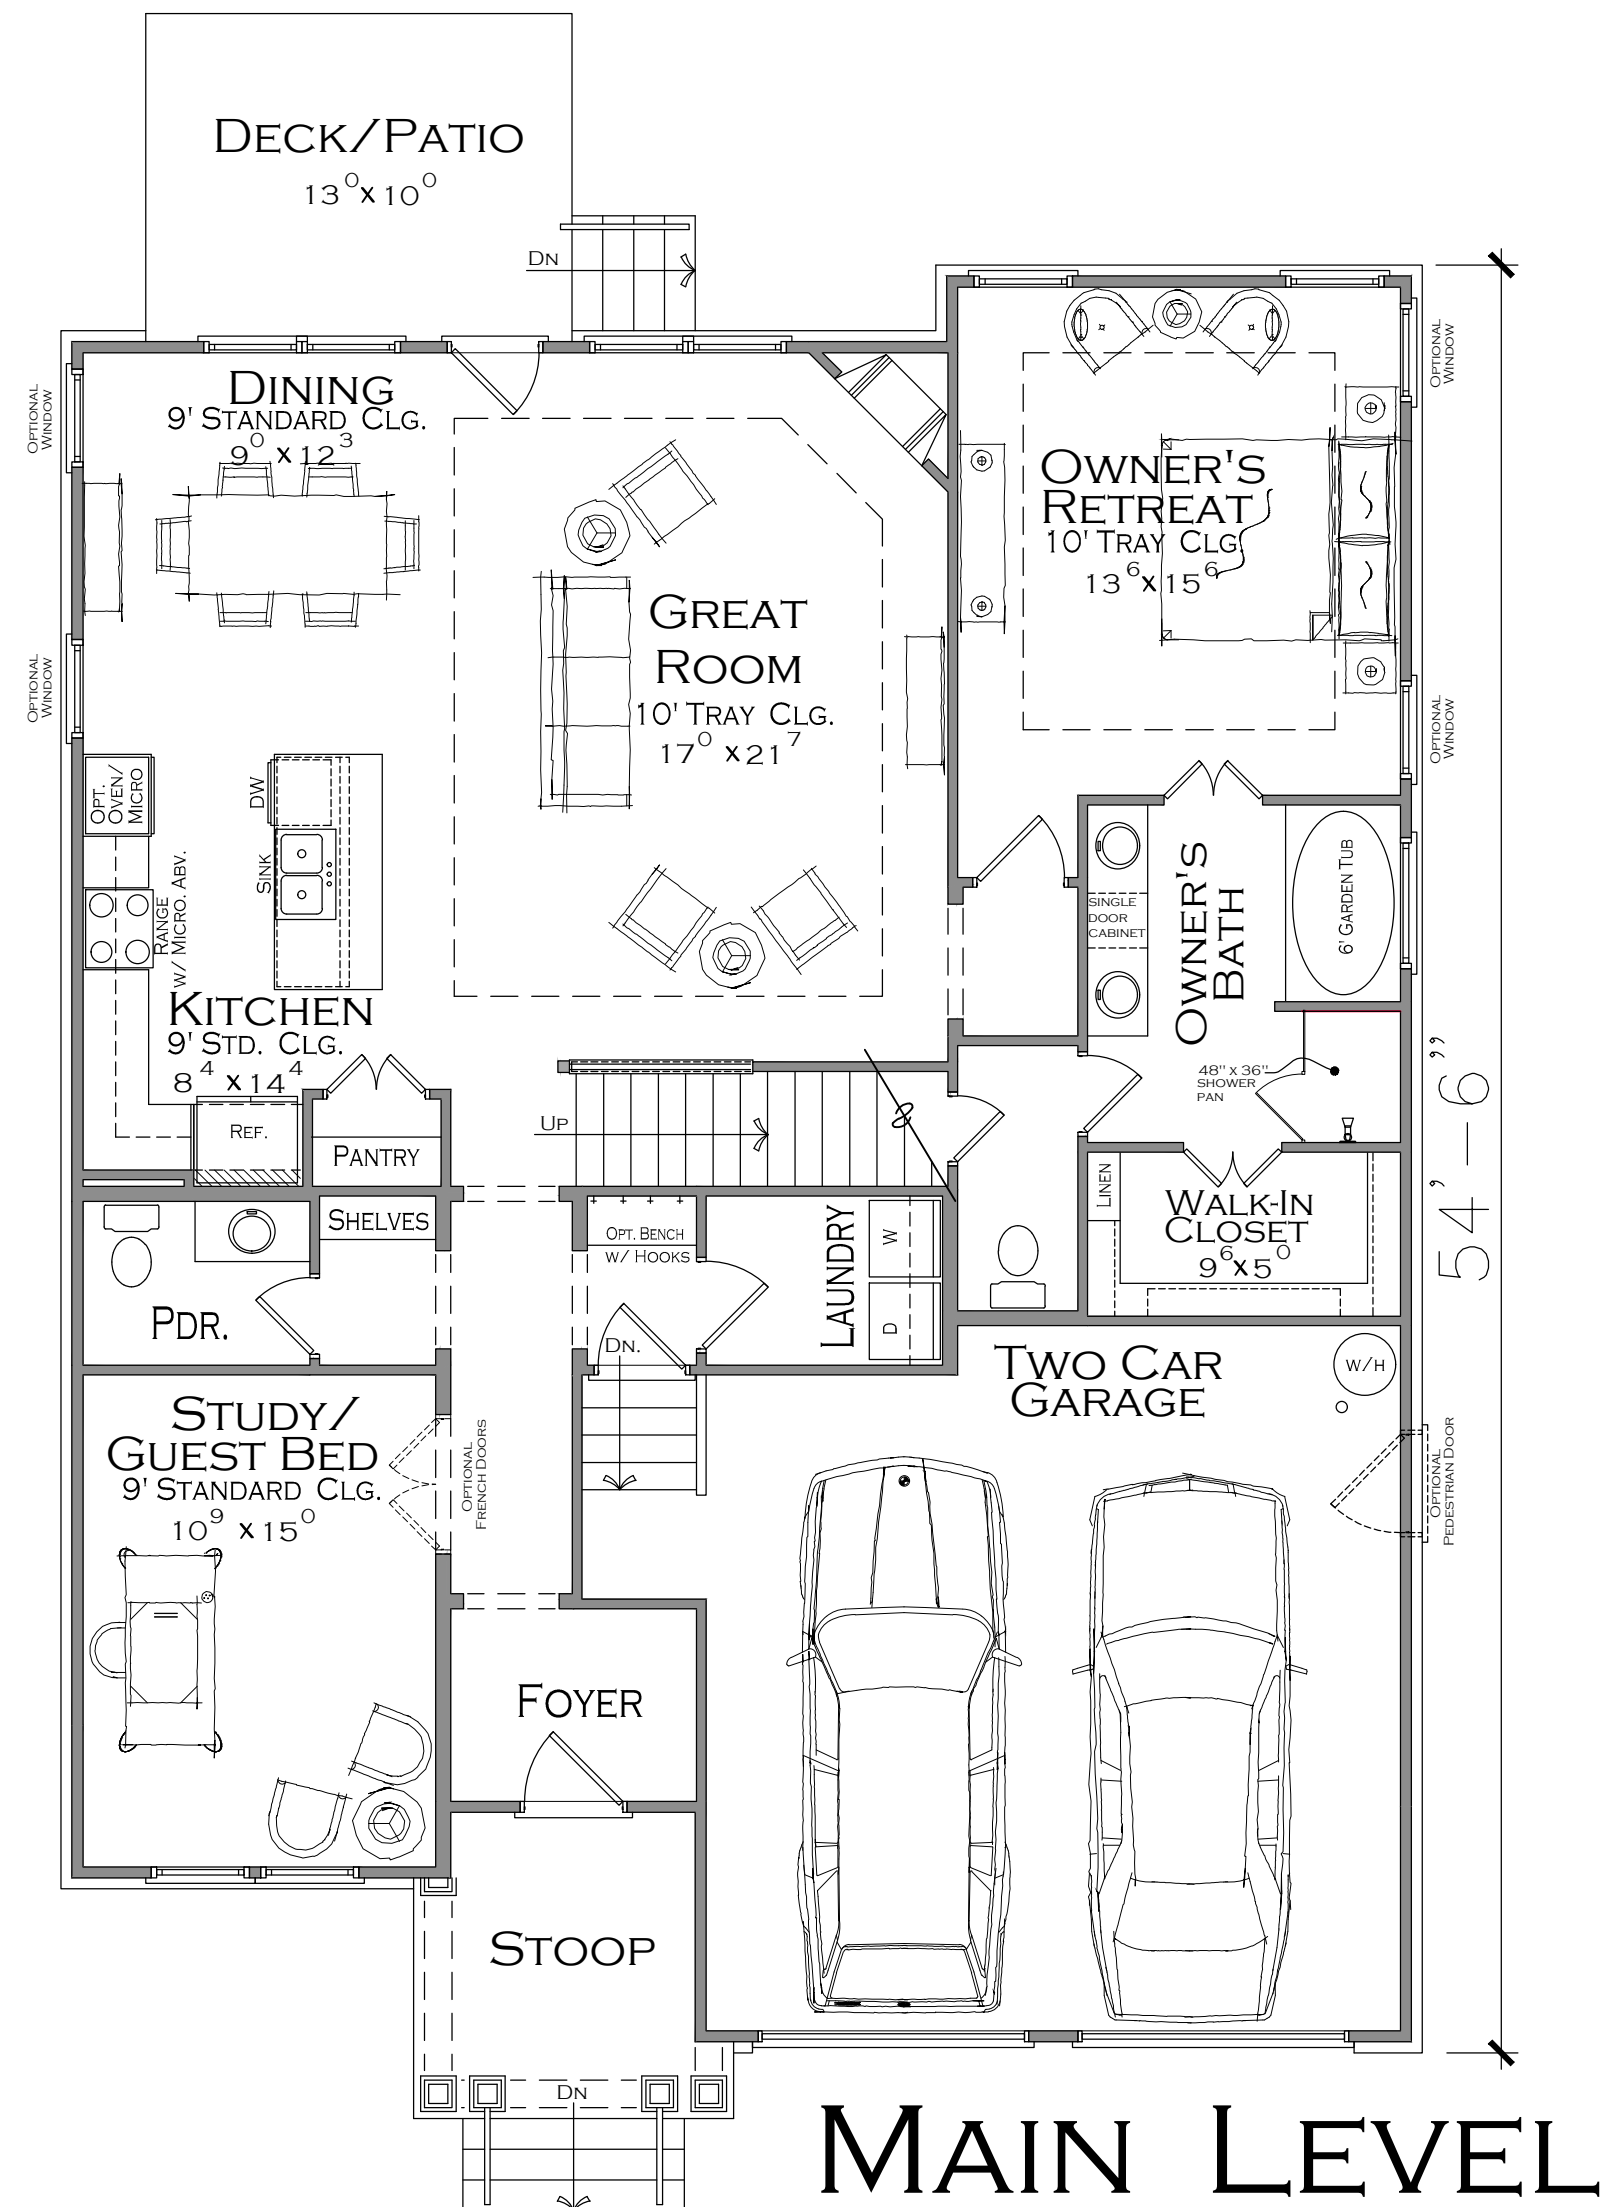 DECK/PATIO
13⁰x10⁰
DN
OPTIONAL
WINDOW
OPTIONAL
WINDOW
DINING
9' STANDARD CLG.
9⁰ x12³
OWNER'S
RETREAT
10' TRAY CLG.
13⁶x15⁶
GREAT
ROOM
10' TRAY CLG.
17⁰ x21⁷
OPTIONAL
WINDOW
OPTIONAL
WINDOW
OPT.
OVEN/
MICRO
DW
SINK
RANGE
W/ MICRO. ABV.
SINGLE
DOOR
CABINET
OWNER'S
BATH
6' GARDEN TUB
KITCHEN
9' STD. CLG.
8⁴ x14⁴
48" x 36"
SHOWER
PAN
REF.
PANTRY
UP
54' - 6"
LINEN
WALK-IN
CLOSET
9⁶x5⁰
SHELVES
OPT. BENCH
W/ HOOKS
LAUNDRY
W
D
PDR.
DN.
TWO CAR
GARAGE
W/H
STUDY/
GUEST BED
9' STANDARD CLG.
10⁹ x15⁰
OPTIONAL
FRENCH DOORS
OPTIONAL
PEDESTRIAN DOOR
FOYER
STOOP
DN
MAIN LEVEL